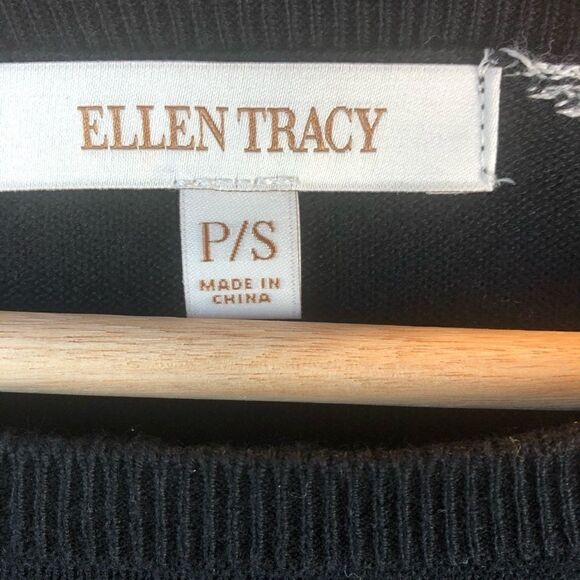 ELLEN TRACY
P/S
MADE IN
CHINA